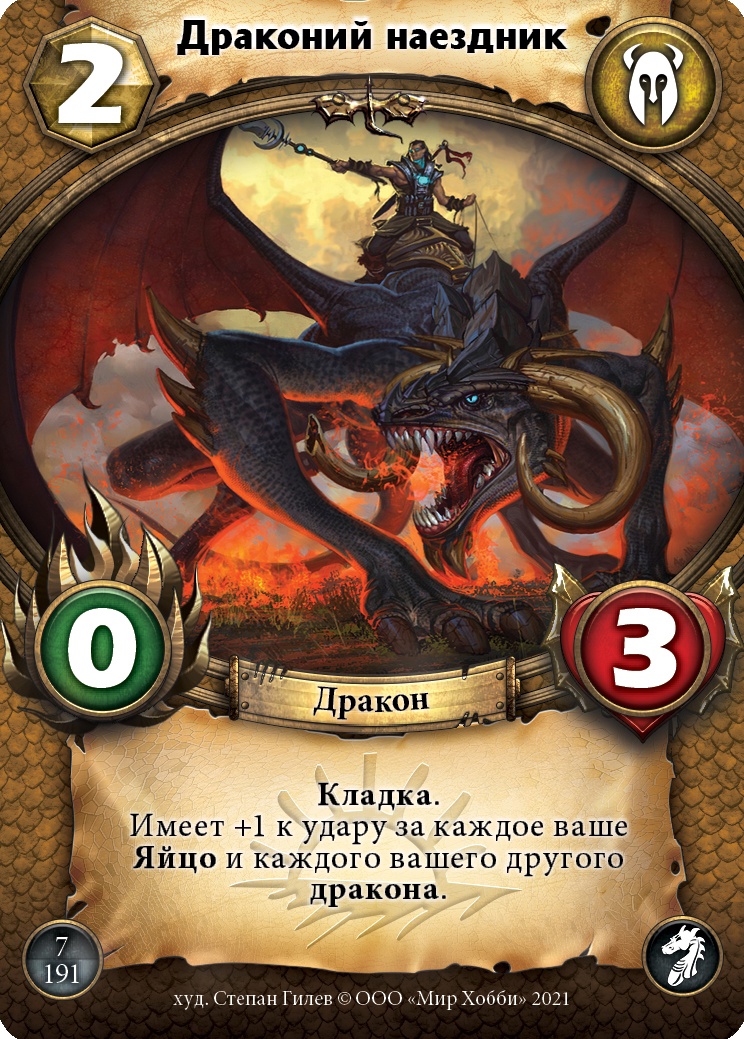 Драконий наездник
2
0
3
Дракон
Кладка.
Имеет +1 к удару за каждое ваше
Яйцо и каждого вашего другого
дракона.
7
191
худ. Степан Гилев © ООО «Мир Хобби» 2021